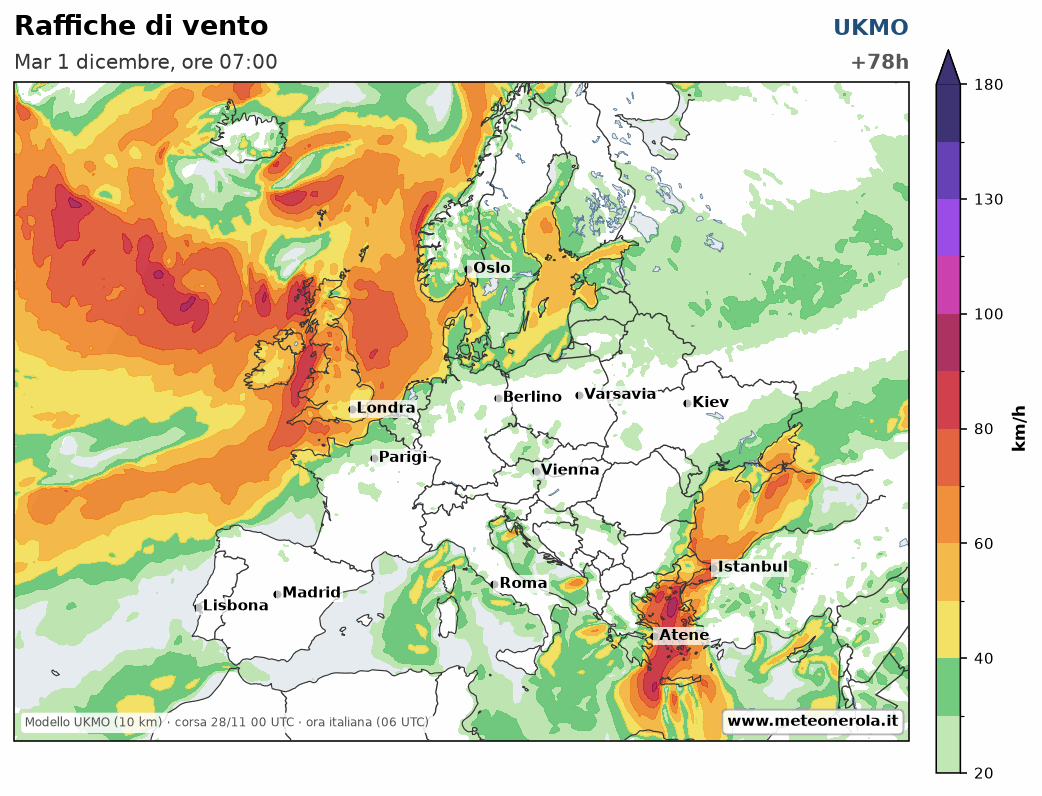 Raffiche di vento
UKMO
Mar 1 dicembre, ore 07:00
+78h
180
130
100
80
60
40
20
km/h
Oslo
Berlino
Varsavia
Kiev
Londra
Parigi
Vienna
Istanbul
Roma
Madrid
Lisbona
Atene
Modello UKMO (10 km) · corsa 28/11 00 UTC · ora italiana (06 UTC)
www.meteonerola.it